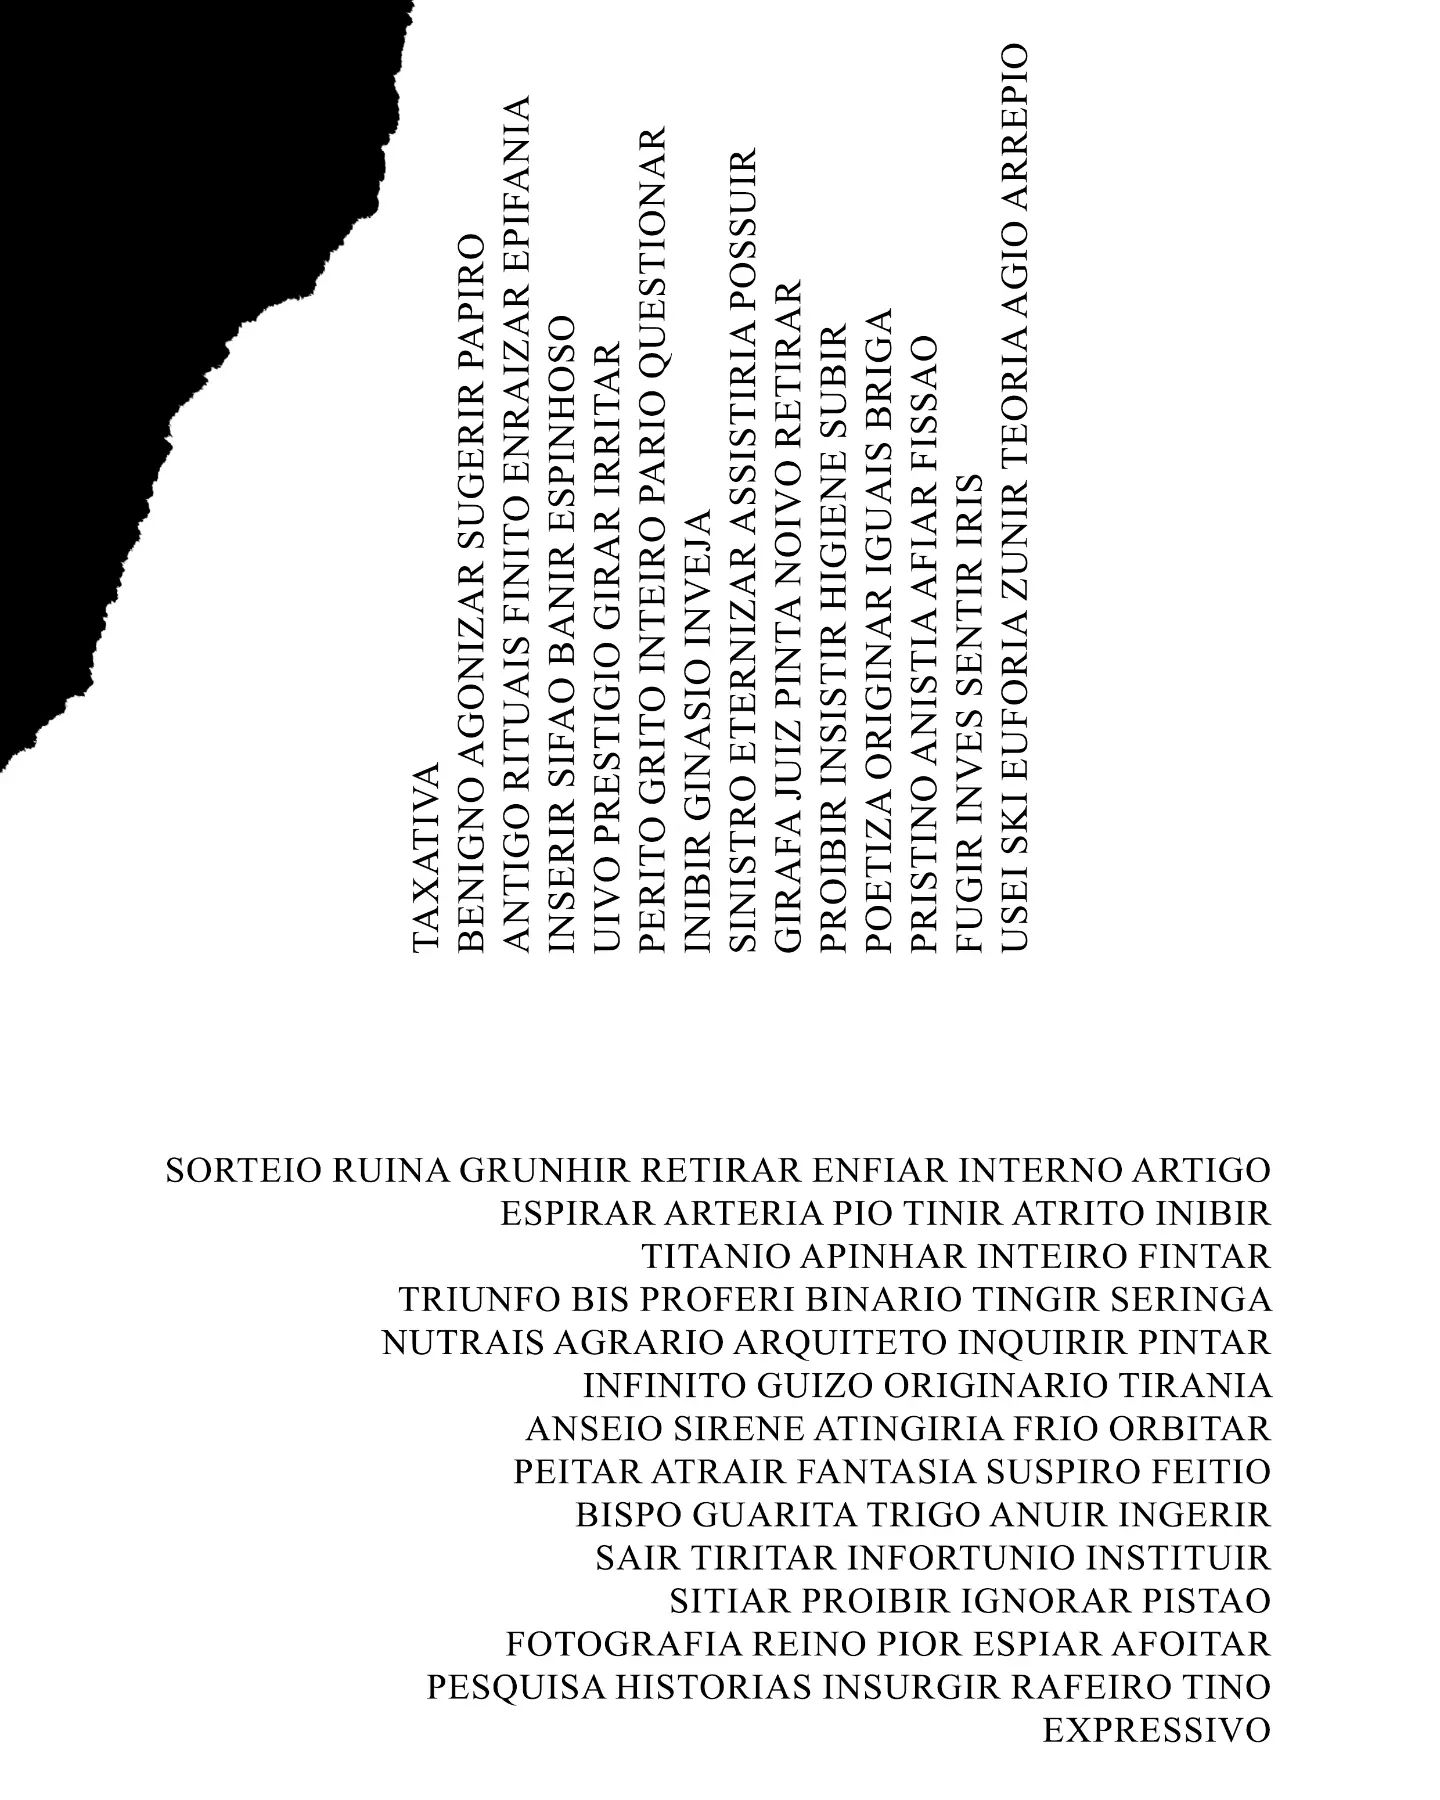 TAXATIVA
BENIGNO AGONIZAR SUGERIR PAPIRO
ANTIGO RITUAIS FINITO ENRAIZAR EPIFANIA
INSERIR SIFAO BANIR ESPINHOSO
UIVO PRESTIGIO GIRAR IRRITAR
PERITO GRITO INTEIRO PARIO QUESTIONAR
INIBIR GINASIO INVEJA
SINISTRO ETERNIZAR ASSISTIRIA POSSUIR
GIRAFA JUIZ PINTA NOIVO RETIRAR
PROIBIR INSISTIR HIGIENE SUBIR
POETIZA ORIGINAR IGUAIS BRIGA
PRISTINO ANISTIA AFIAR FISSAO
FUGIR INVES SENTIR IRIS
USEI SKI EUFORIA ZUNIR TEORIA AGIO ARREPIO
SORTEIO RUINA GRUNHIR RETIRAR ENFIAR INTERNO ARTIGO
ESPIRAR ARTERIA PIO TINIR ATRITO INIBIR
TITANIO APINHAR INTEIRO FINTAR
TRIUNFO BIS PROFERI BINARIO TINGIR SERINGA
NUTRAIS AGRARIO ARQUITETO INQUIRIR PINTAR
INFINITO GUIZO ORIGINARIO TIRANIA
ANSEIO SIRENE ATINGIRIA FRIO ORBITAR
PEITAR ATRAIR FANTASIA SUSPIRO FEITIO
BISPO GUARITA TRIGO ANUIR INGERIR
SAIR TIRITAR INFORTUNIO INSTITUIR
SITIAR PROIBIR IGNORAR PISTAO
FOTOGRAFIA REINO PIOR ESPIAR AFOITAR
PESQUISA HISTORIAS INSURGIR RAFEIRO TINO
EXPRESSIVO